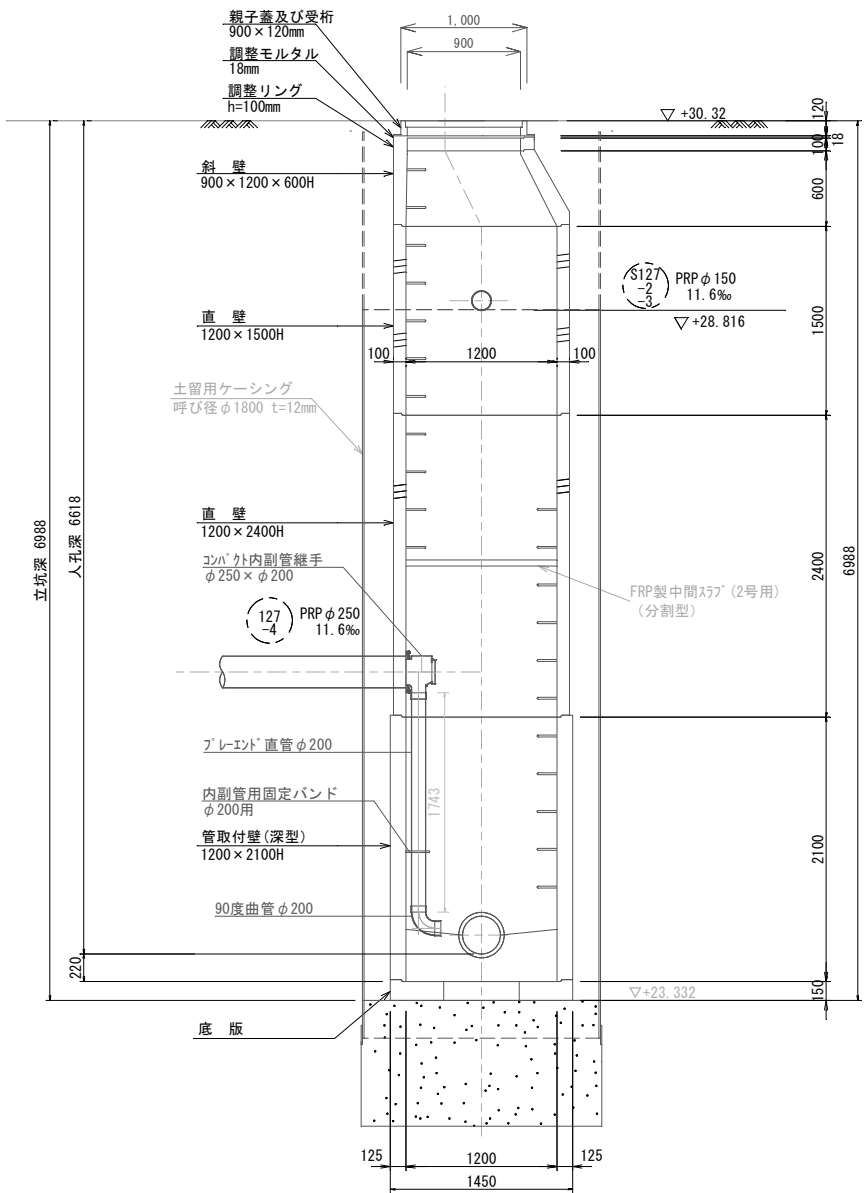 親子蓋及び受桁
900×120mm
調整モルタル
18mm
調整リング
h=100mm
斜 壁
900×1200×600H
直 壁
1200×1500H
土留用ケーシング
呼び径φ1800 t=12mm
直 壁
1200×2400H
コンパクト内副管継手
φ250×φ200
127
-4
PRPφ250
11.6‰
プレーエンド直管φ200
内副管用固定バンド
φ200用
管取付壁(深型)
1200×2100H
90度曲管φ200
底 版
立坑深 6988
人孔深 6618
220
1,000
900
▽ +30.32
S127
-2
-3
PRPφ150
11.6‰
▽ +28.816
100
1200
100
FRP製中間スラブ(2号用)
(分割型)
1743
▽+23.332
120
18
100
600
1500
2400
2100
150
6988
125
1200
125
1450